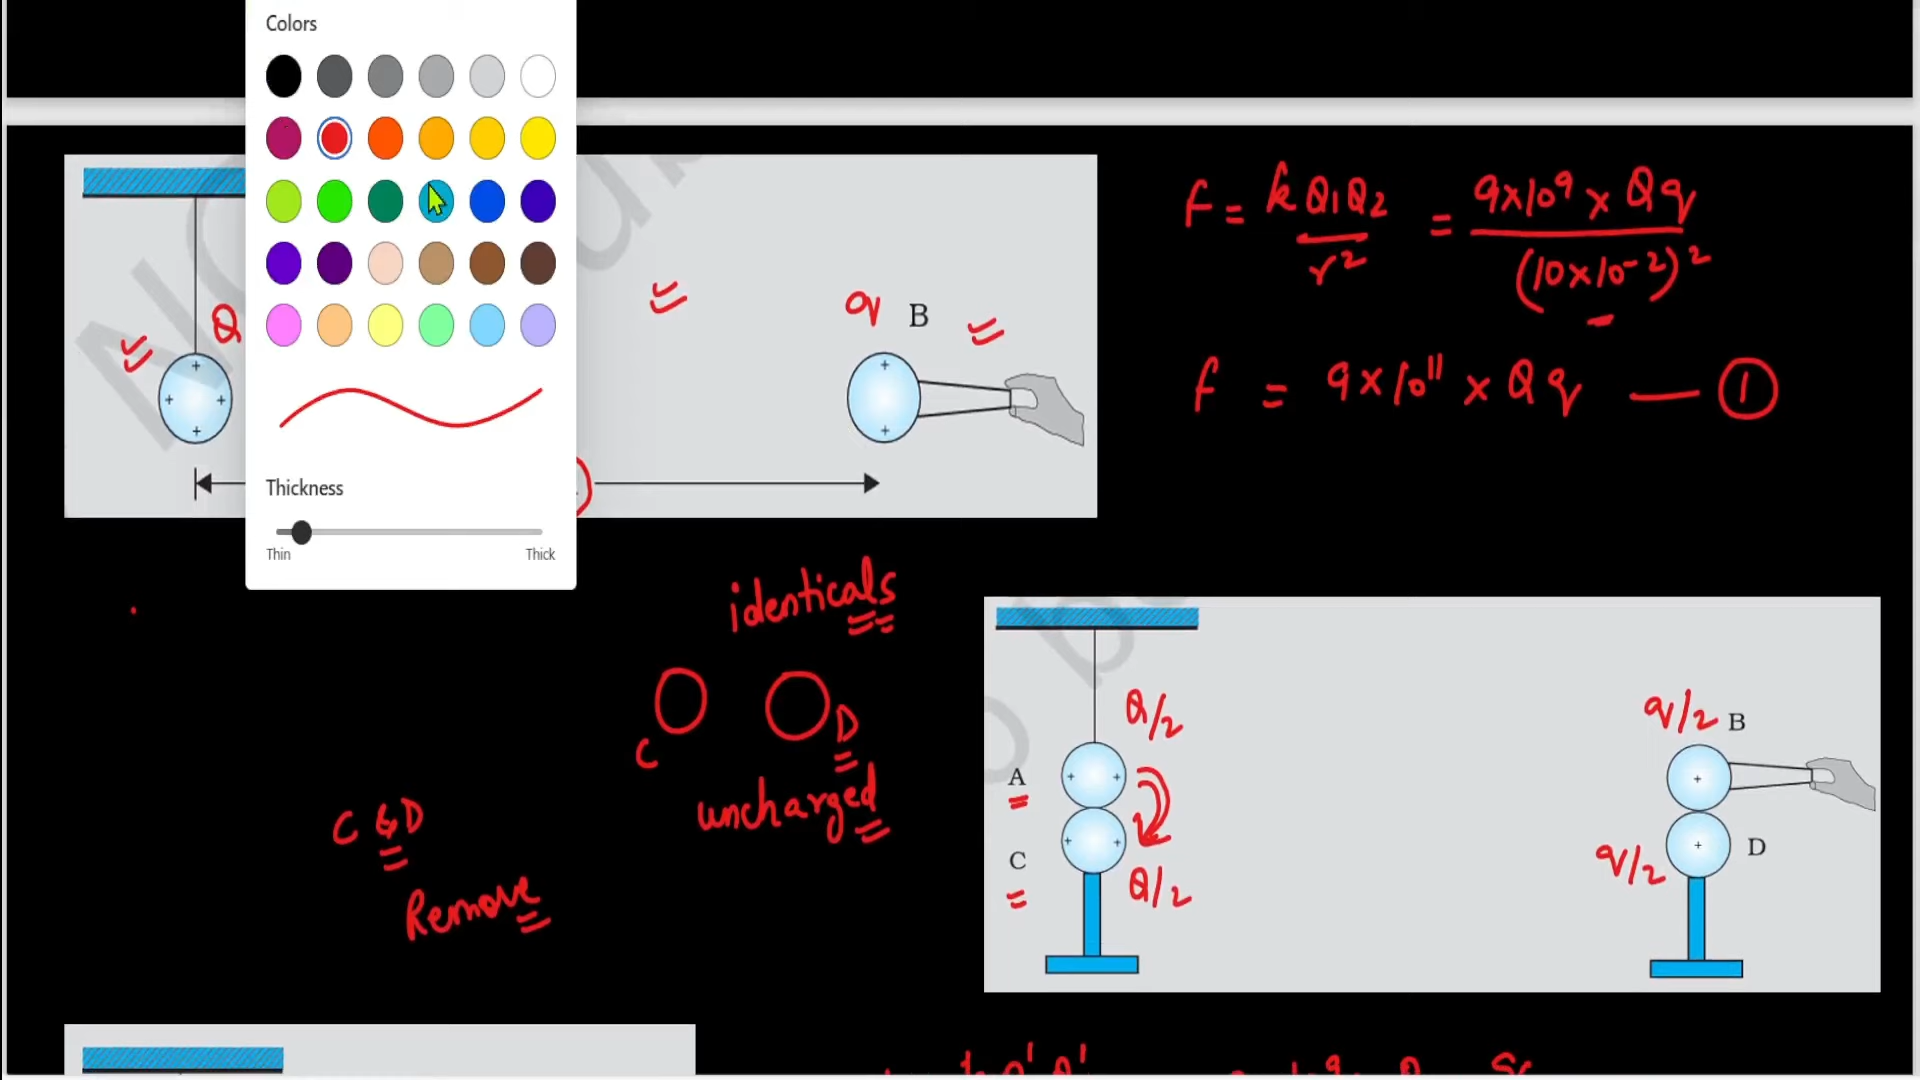 Colors
F = kQ1Q2 / r² = 9×10⁹ × Qq / (10×10⁻²)²
Q
q B
F = 9×10¹¹ × Qq — ①
Thickness
Thin Thick
identicals
C D
uncharged
C & D
Remove
Q/2
A
C
Q/2
q/2 B
q/2 D